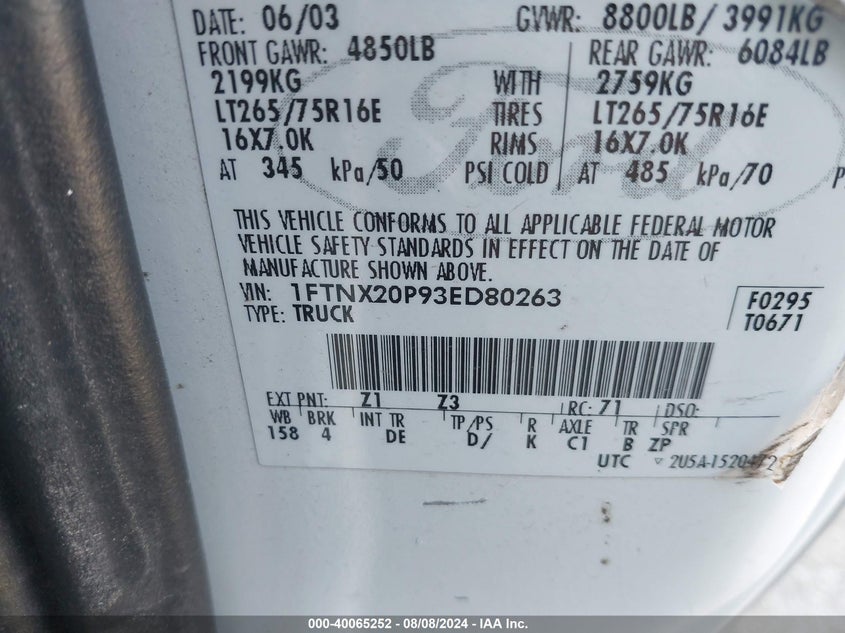 DATE: 06/03 GVWR: 8800LB/ 3991KG
FRONT GAWR: 4850LB REAR GAWR: 6084LB
2199KG WITH 2759KG
LT265/75R16E TIRES LT265/75R16E
16X7.0K RIMS 16X7.0K
AT 345 kPa/50 PSI COLD AT 485 kPa/70 P
Ford
THIS VEHICLE CONFORMS TO ALL APPLICABLE FEDERAL MOTOR
VEHICLE SAFETY STANDARDS IN EFFECT ON THE DATE OF
MANUFACTURE SHOWN ABOVE.
VIN: 1FTNX20P93ED80263 F0295
TYPE: TRUCK T0671
EXT PNT: Z1 Z3 RC: 71 DSO:
WB BRK INT TR TP/PS R AXLE TR SPR
158 4 DE D/ K C1 B ZP
UTC 2U5A-1520472
000-40065252 - 08/08/2024 - IAA Inc.